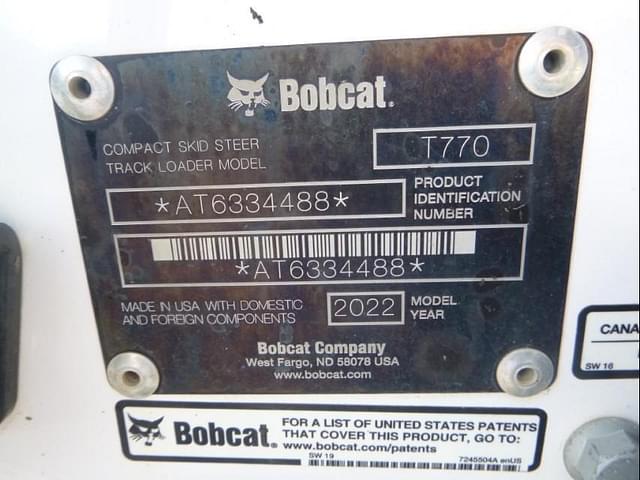 Bobcat.
COMPACT SKID STEER
TRACK LOADER MODEL
T770
*AT6334488*
PRODUCT
IDENTIFICATION
NUMBER
*AT6334488*
MADE IN USA WITH DOMESTIC
AND FOREIGN COMPONENTS
2022
MODEL
YEAR
Bobcat Company
West Fargo, ND 58078 USA
www.bobcat.com
CANA
SW 16
Bobcat.
FOR A LIST OF UNITED STATES PATENTS
THAT COVER THIS PRODUCT, GO TO:
www.bobcat.com/patents
SW 19
7245504A enUS